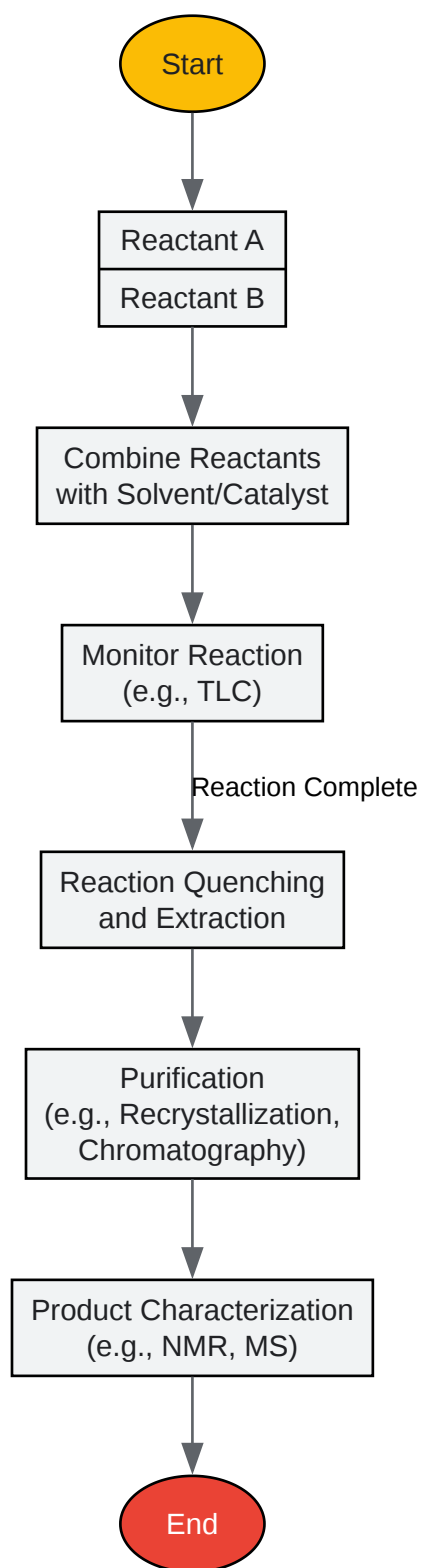 Start
Reactant A
Reactant B
Combine Reactants
with Solvent/Catalyst
Monitor Reaction
(e.g., TLC)
Reaction Complete
Reaction Quenching
and Extraction
Purification
(e.g., Recrystallization,
Chromatography)
Product Characterization
(e.g., NMR, MS)
End